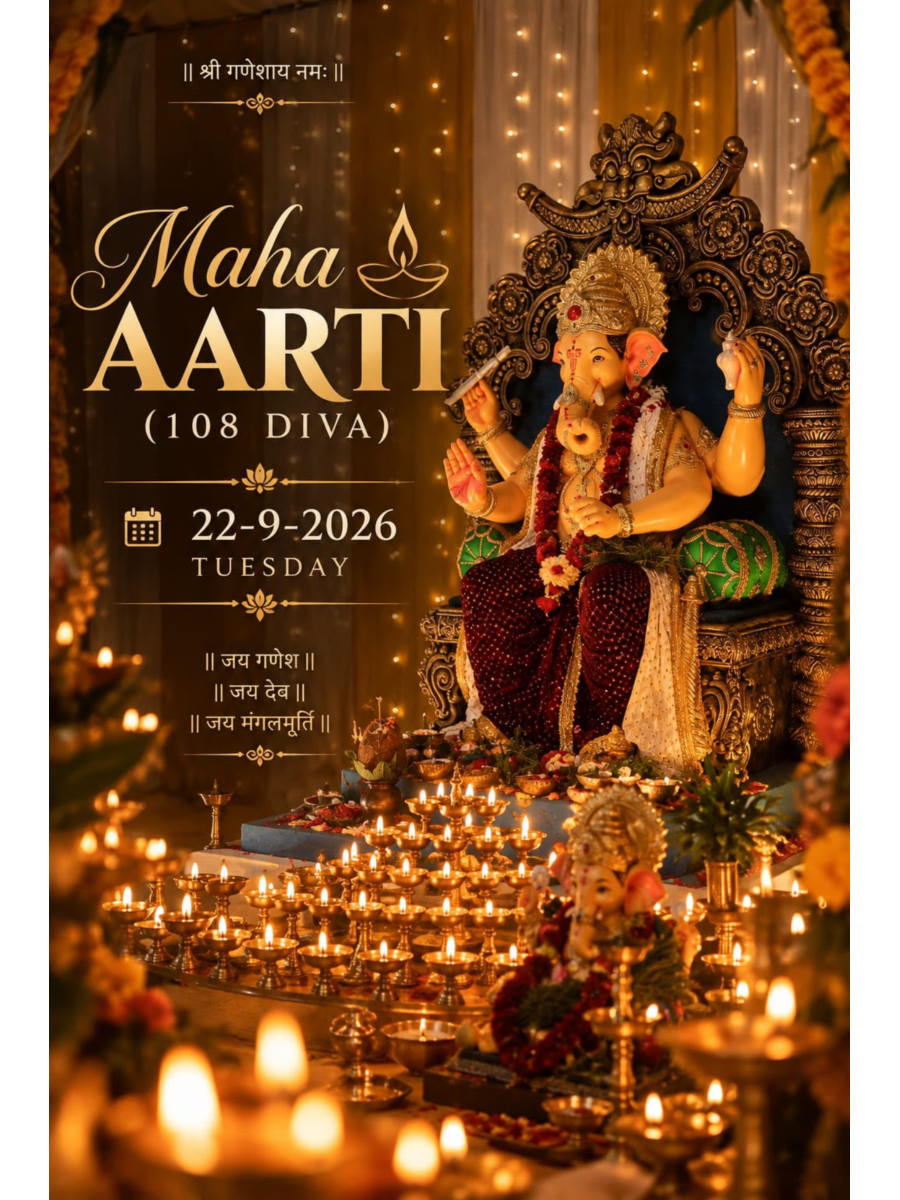 || श्री गणेशाय नमः ||
Maha
AARTI
(108 DIVA)
22-9-2026
TUESDAY
|| जय गणेश ||
|| जय देब ||
|| जय मंगलमूर्ति ||